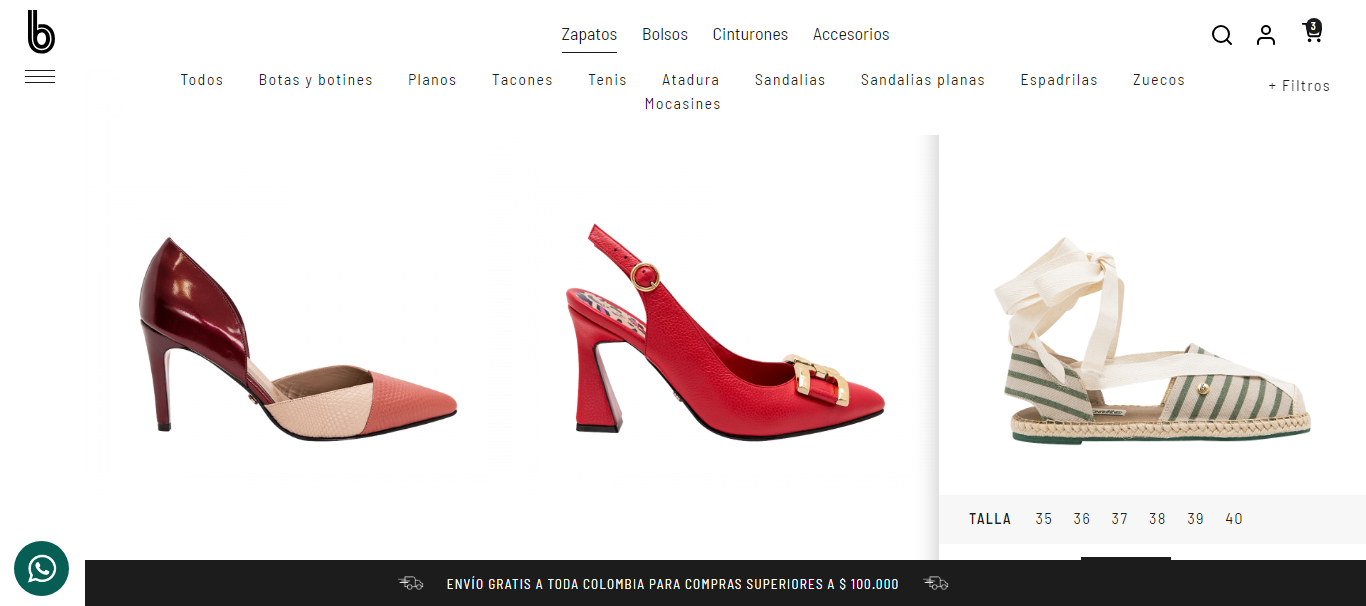 b
Zapatos Bolsos Cinturones Accesorios
3
Todos Botas y botines Planos Tacones Tenis Atadura Sandalias Sandalias planas Espadrilas Zuecos
Mocasines
+ Filtros
TALLA 35 36 37 38 39 40
ENVÍO GRATIS A TODA COLOMBIA PARA COMPRAS SUPERIORES A $ 100.000